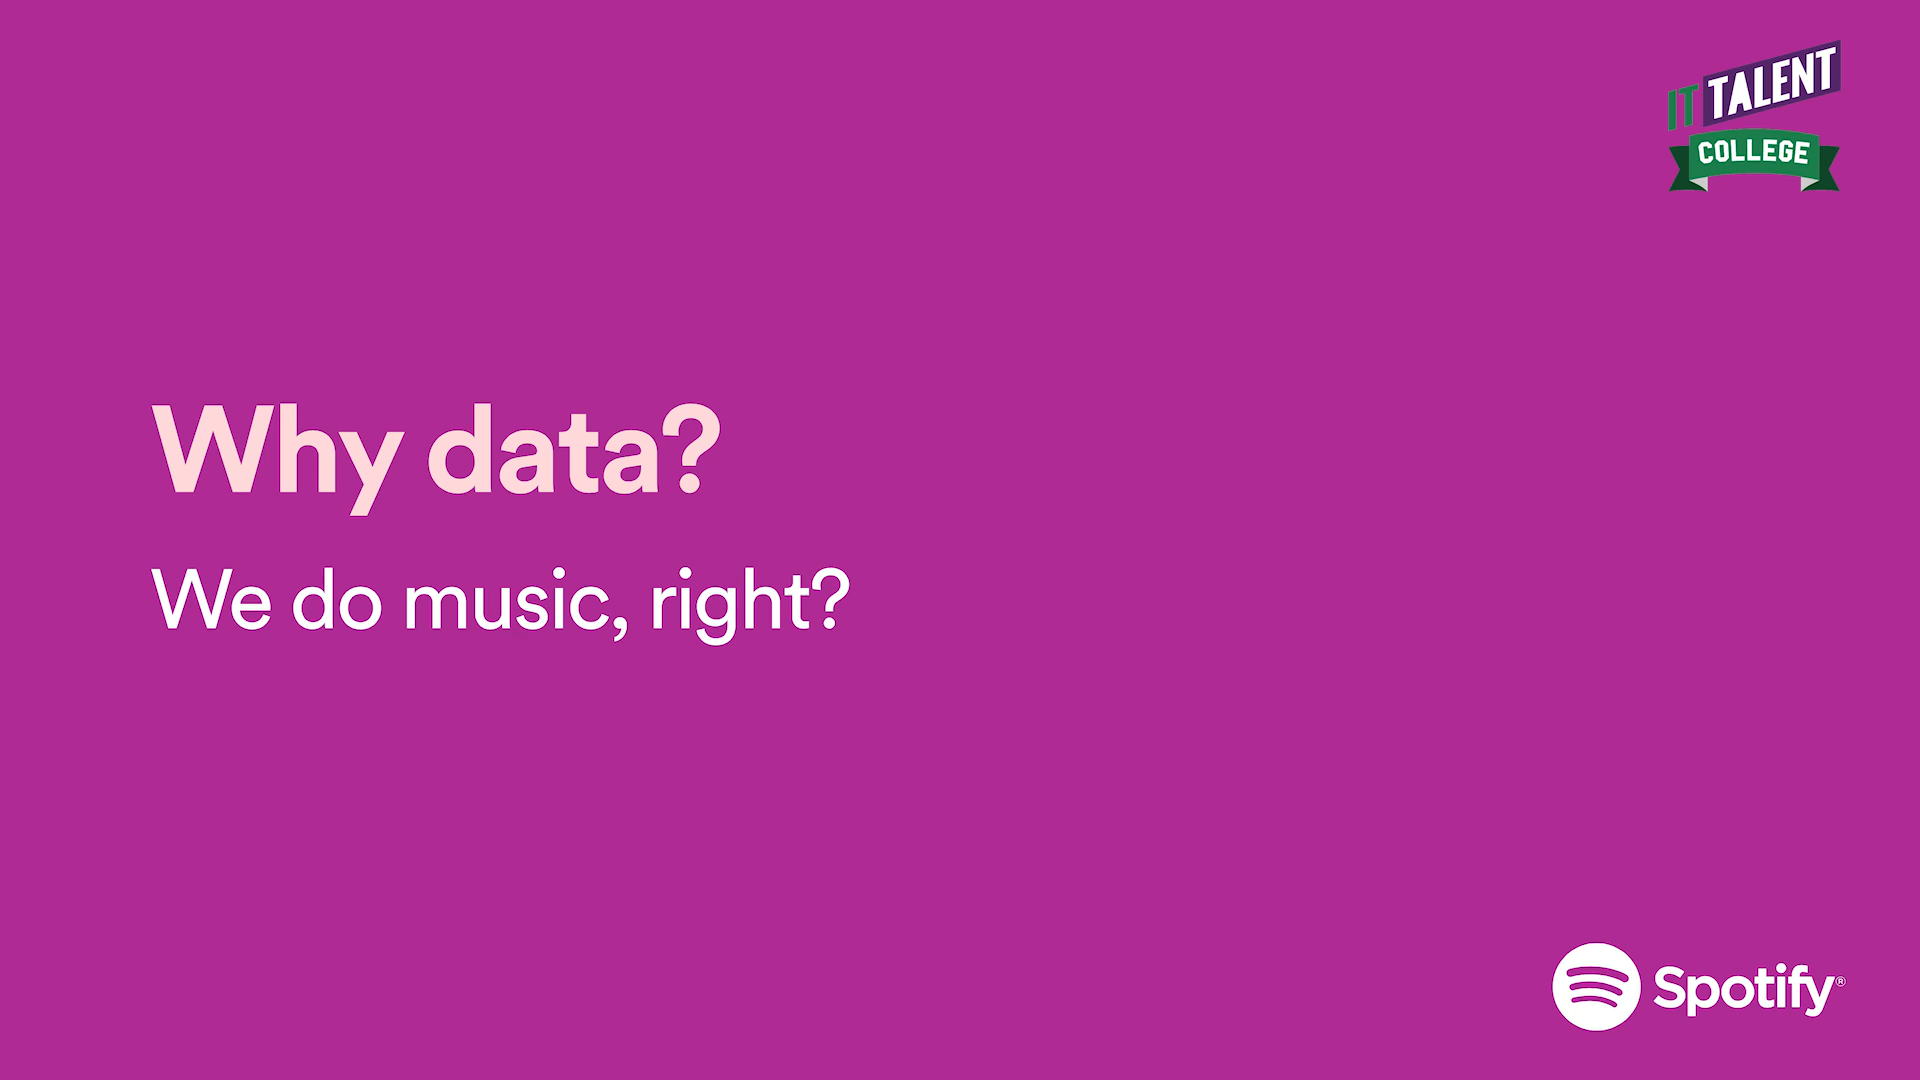 IT TALENT
COLLEGE
Why data?
We do music, right?
Spotify®